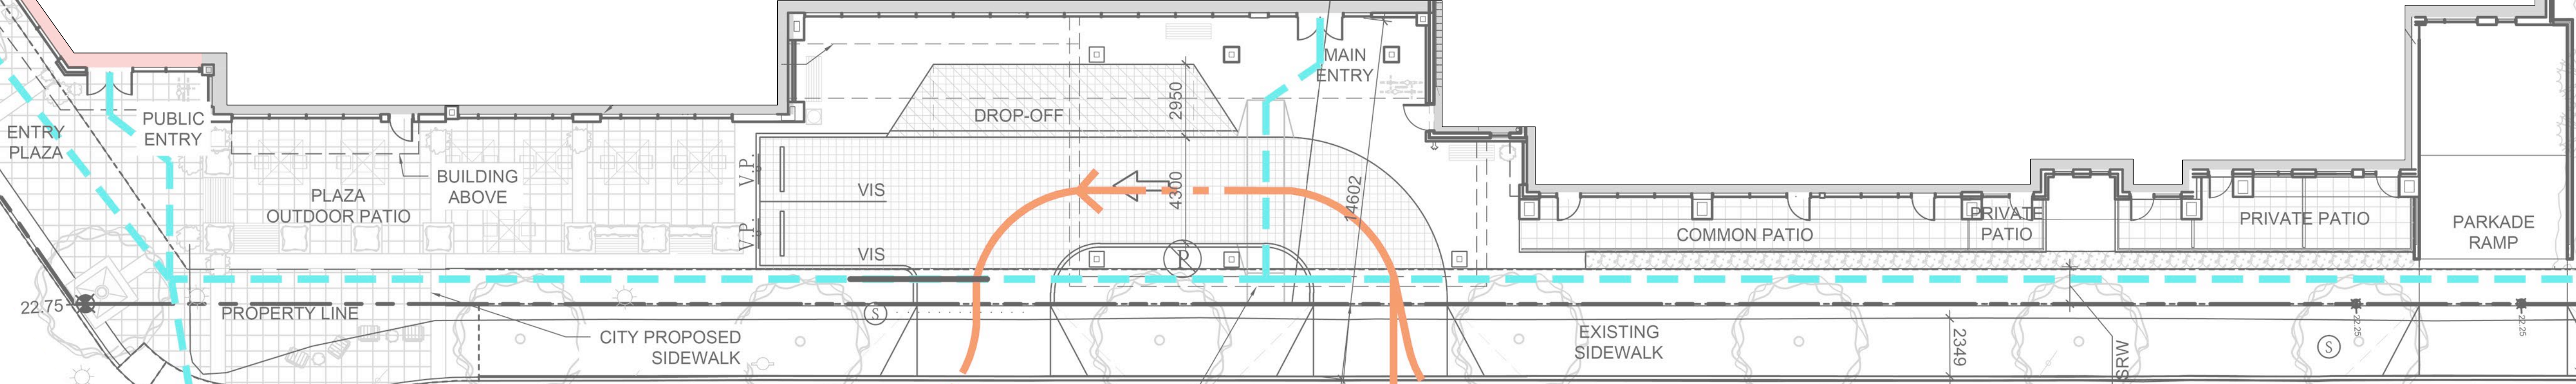 MAIN
ENTRY
PUBLIC
ENTRY
ENTRY
PLAZA
DROP-OFF
2950
BUILDING
ABOVE
PLAZA
OUTDOOR PATIO
V.P.
VIS
4300
14602
V.P.
VIS
P
COMMON PATIO
PRIVATE
PATIO
PRIVATE PATIO
PARKADE
RAMP
22.75
PROPERTY LINE
S
CITY PROPOSED
SIDEWALK
EXISTING
SIDEWALK
2349
SRW
S
22.25
22.25